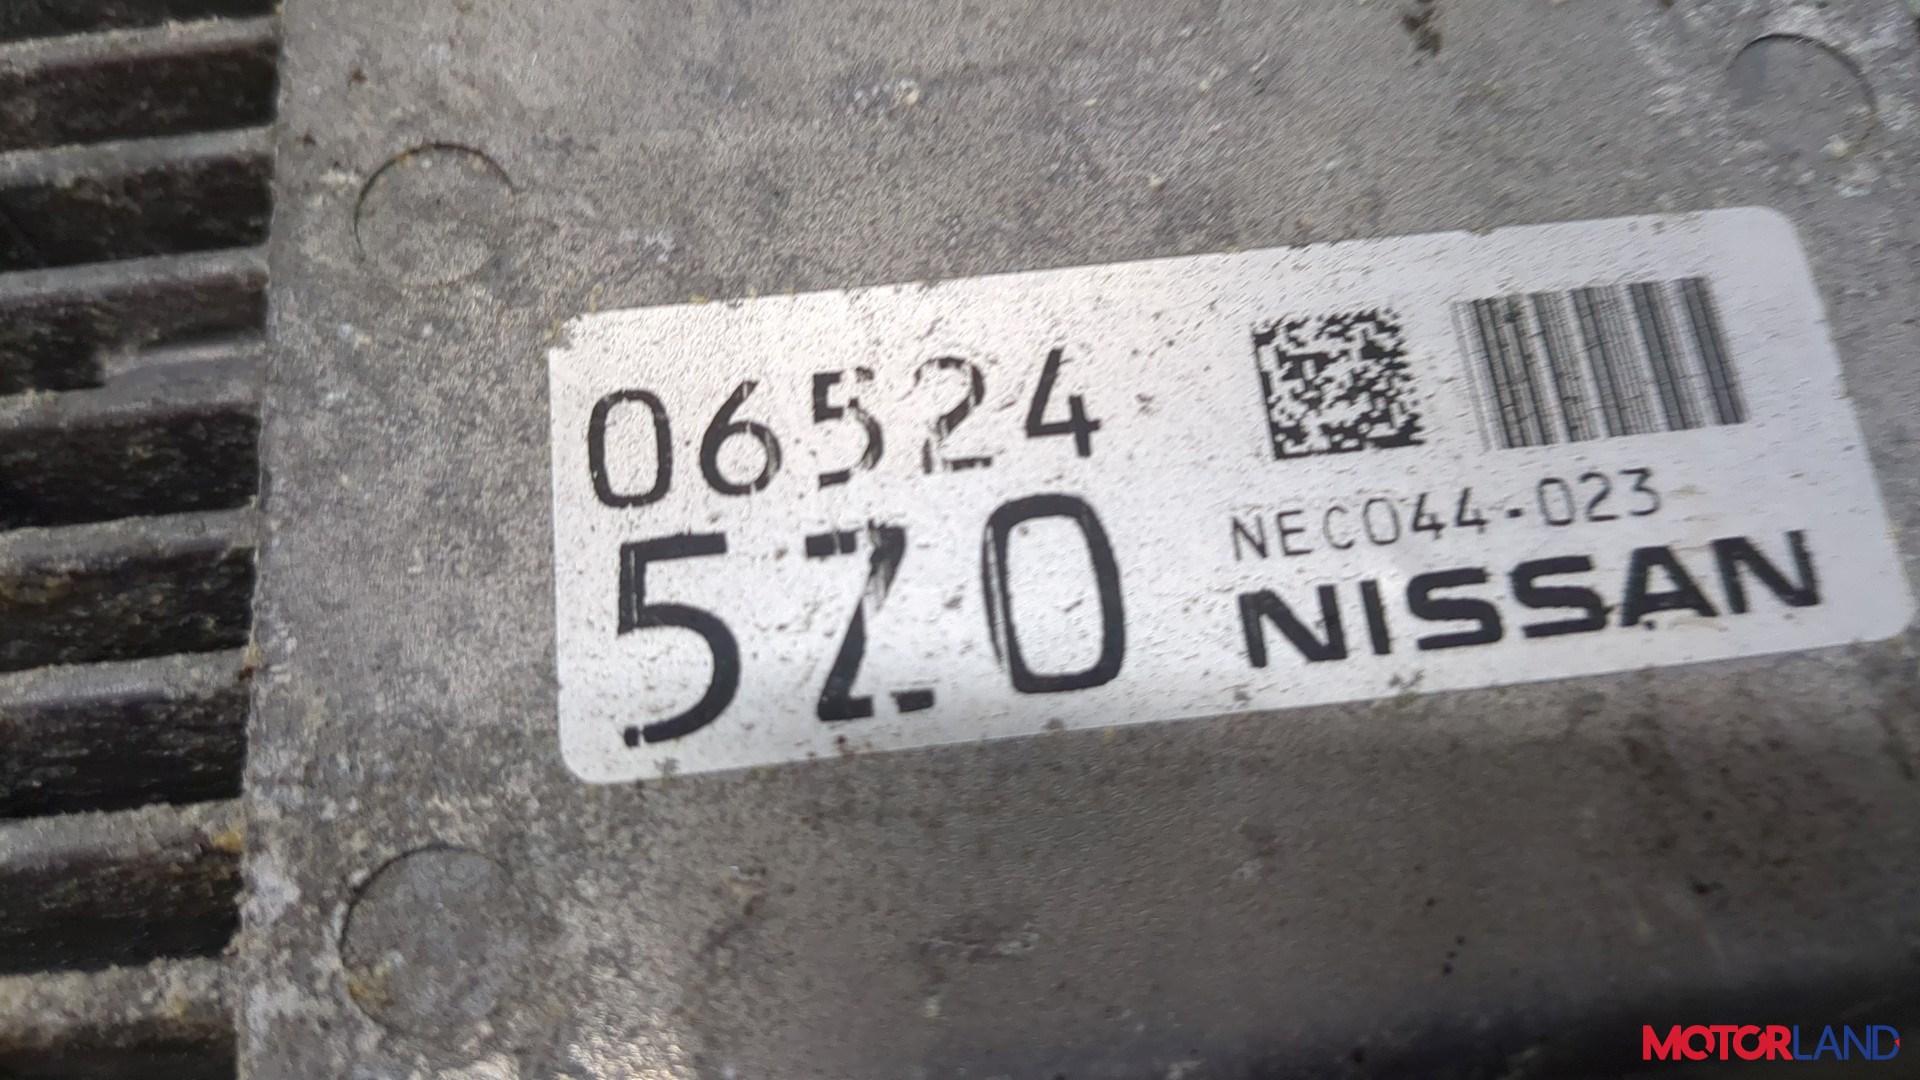 06524
5Z0
NEC044-023
NISSAN
MOTORLAND